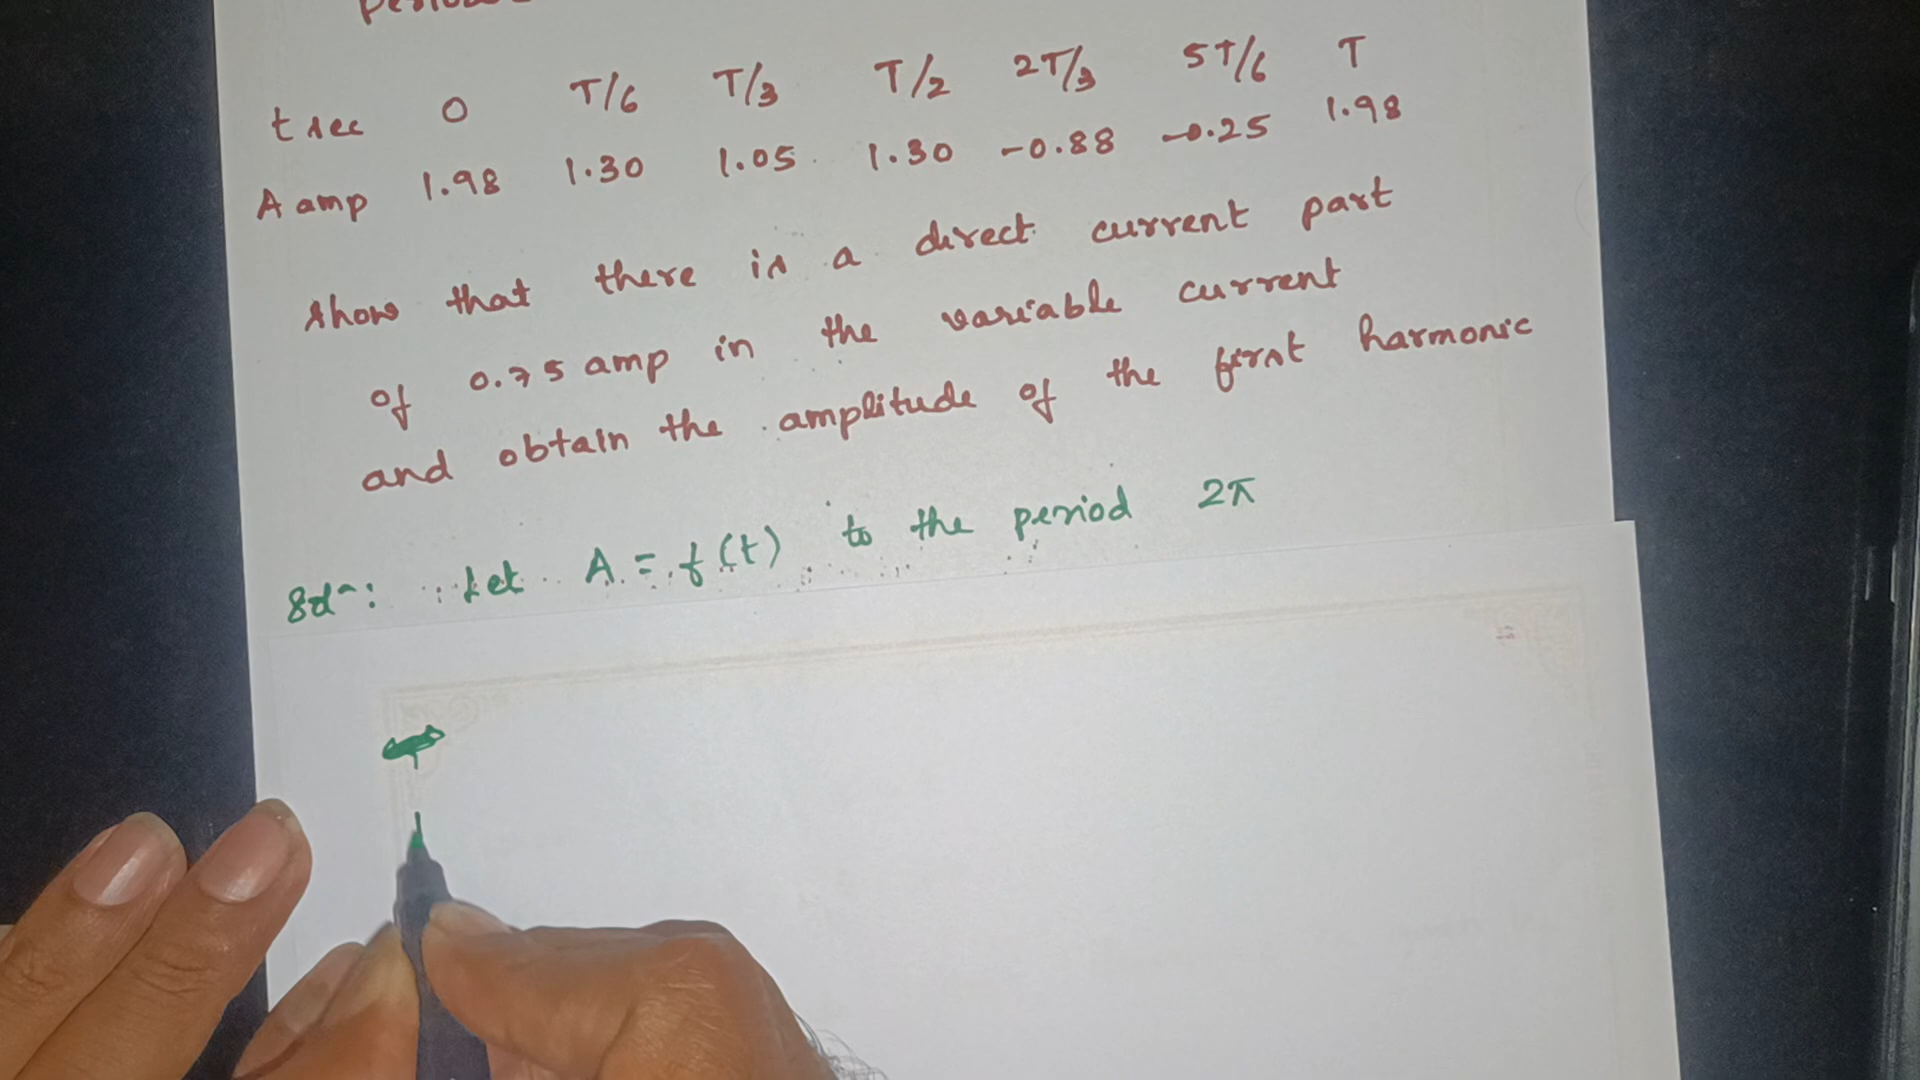 t sec 0 T/6 T/3 T/2 2T/3 5T/6 T
A amp 1.98 1.30 1.05 1.30 -0.88 -0.25 1.98
show that there is a direct current part
of 0.75 amp in the variable current
and obtain the amplitude of the first harmonic
Soln: Let A = f(t) to the period 2π